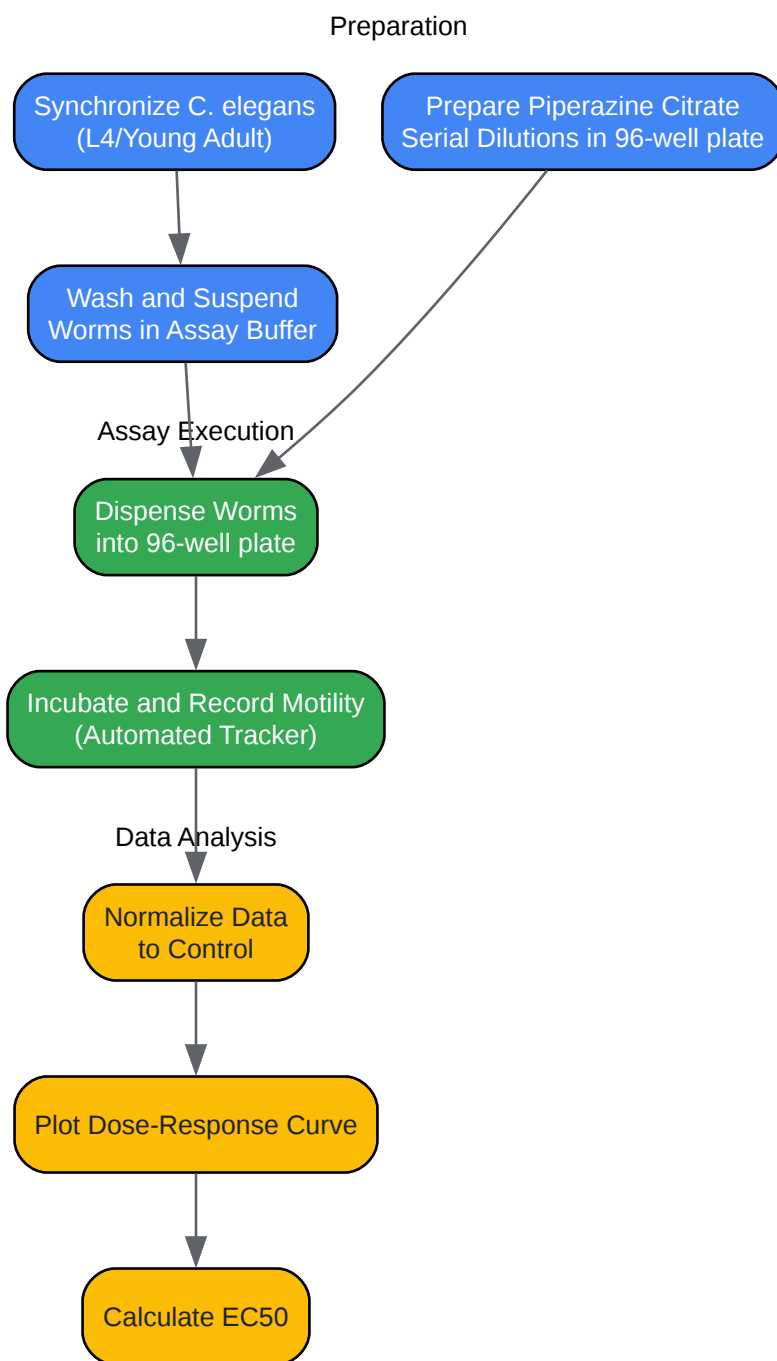 Preparation
Synchronize C. elegans
(L4/Young Adult)
Prepare Piperazine Citrate
Serial Dilutions in 96-well plate
Wash and Suspend
Worms in Assay Buffer
Assay Execution
Dispense Worms
into 96-well plate
Incubate and Record Motility
(Automated Tracker)
Data Analysis
Normalize Data
to Control
Plot Dose-Response Curve
Calculate EC50